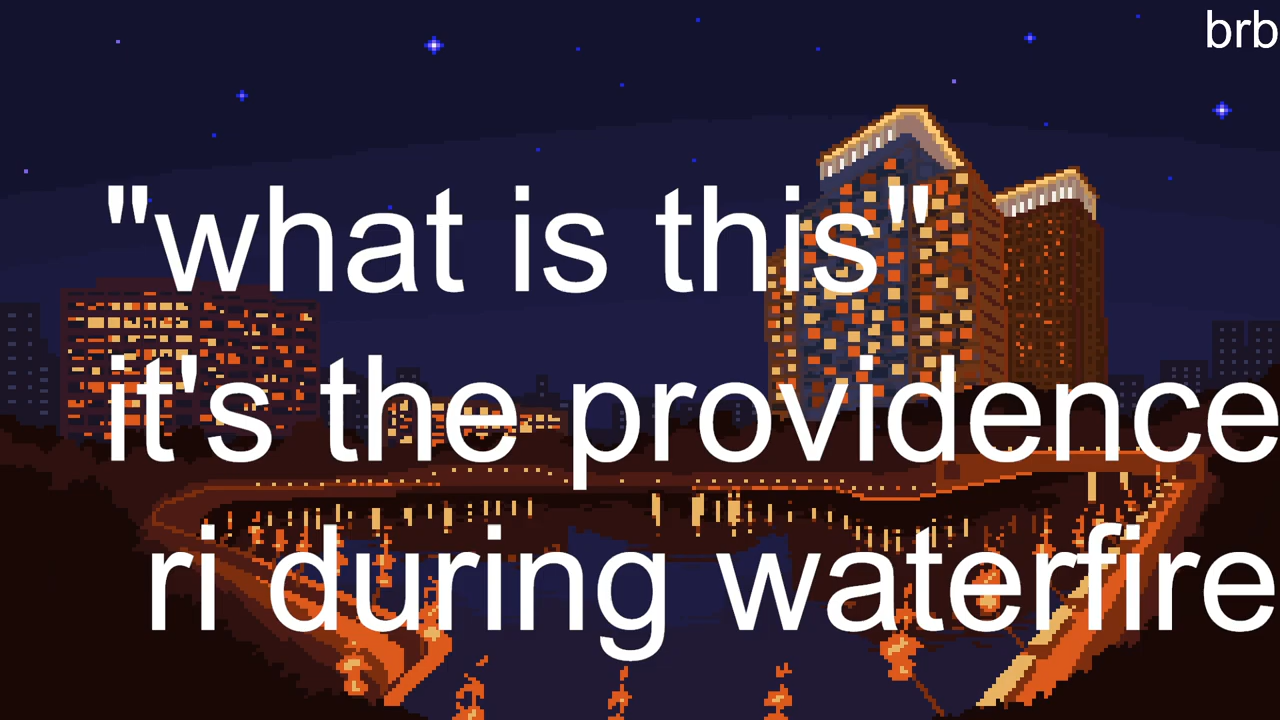 brb
"what is this"
it's the providence
ri during waterfire